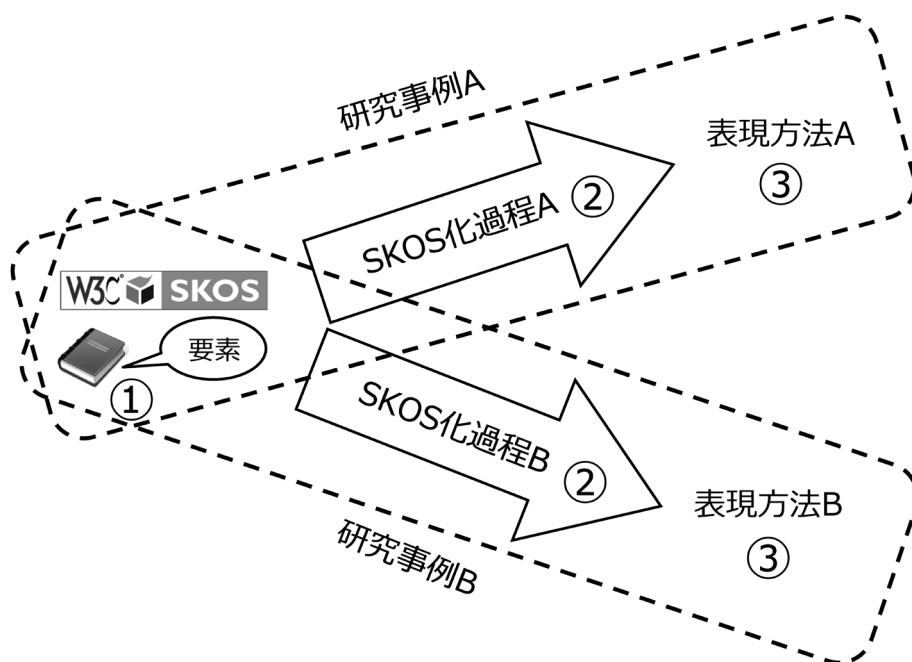 研究事例A
表現方法A
③
SKOS化過程A
②
W3C SKOS
要素
①
SKOS化過程B
②
表現方法B
③
研究事例B